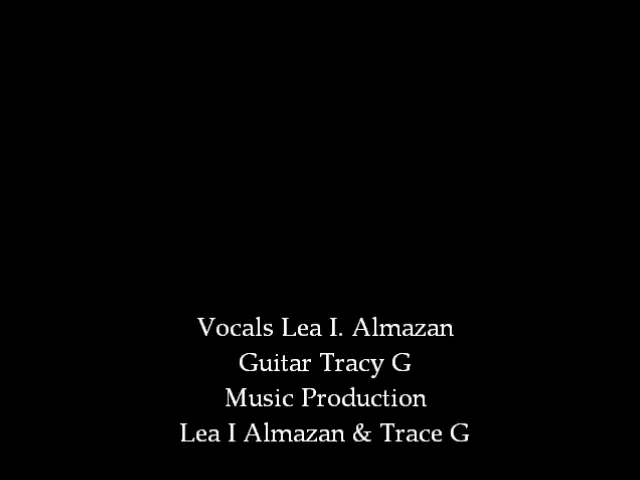 Vocals Lea I. Almazan
Guitar Tracy G
Music Production
Lea I Almazan & Trace G